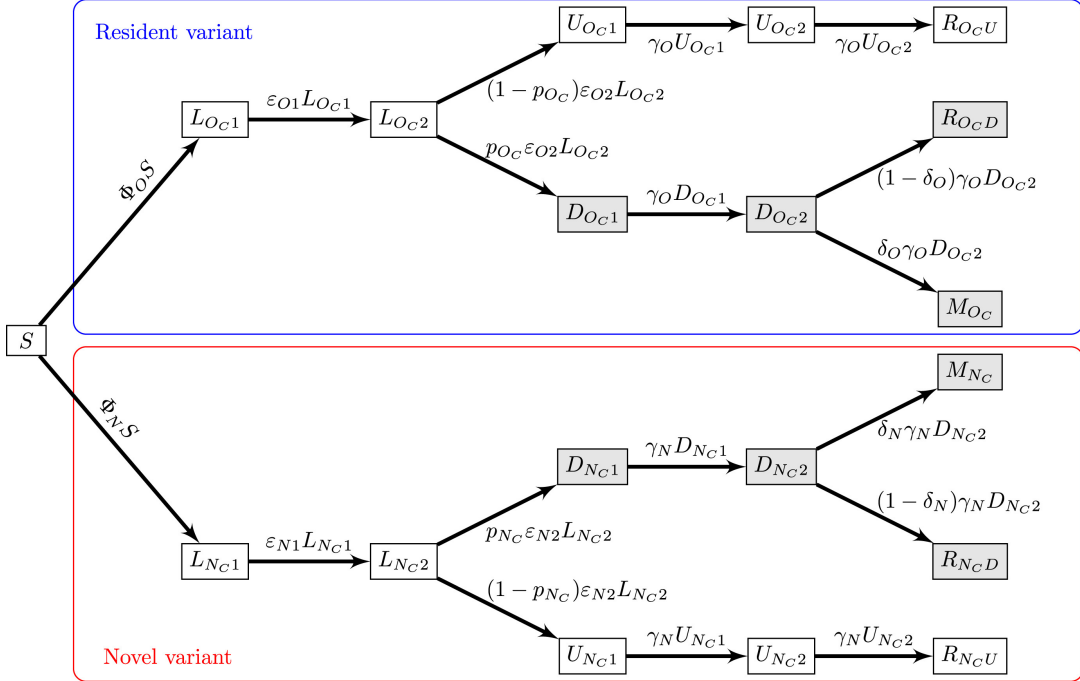 Resident variant
U_{O_C1}
γ_O U_{O_C1}
U_{O_C2}
γ_O U_{O_C2}
R_{O_CU}
(1 − p_{O_C})ε_{O2}L_{O_C2}
L_{O_C1}
ε_{O1}L_{O_C1}
L_{O_C2}
R_{O_CD}
p_{O_C}ε_{O2}L_{O_C2}
(1 − δ_O)γ_O D_{O_C2}
Φ_O S
D_{O_C1}
γ_O D_{O_C1}
D_{O_C2}
δ_O γ_O D_{O_C2}
M_{O_C}
S
M_{N_C}
Φ_N S
δ_N γ_N D_{N_C2}
D_{N_C1}
γ_N D_{N_C1}
D_{N_C2}
(1 − δ_N)γ_N D_{N_C2}
p_{N_C}ε_{N2}L_{N_C2}
L_{N_C1}
ε_{N1}L_{N_C1}
L_{N_C2}
R_{N_CD}
(1 − p_{N_C})ε_{N2}L_{N_C2}
U_{N_C1}
γ_N U_{N_C1}
U_{N_C2}
γ_N U_{N_C2}
R_{N_CU}
Novel variant